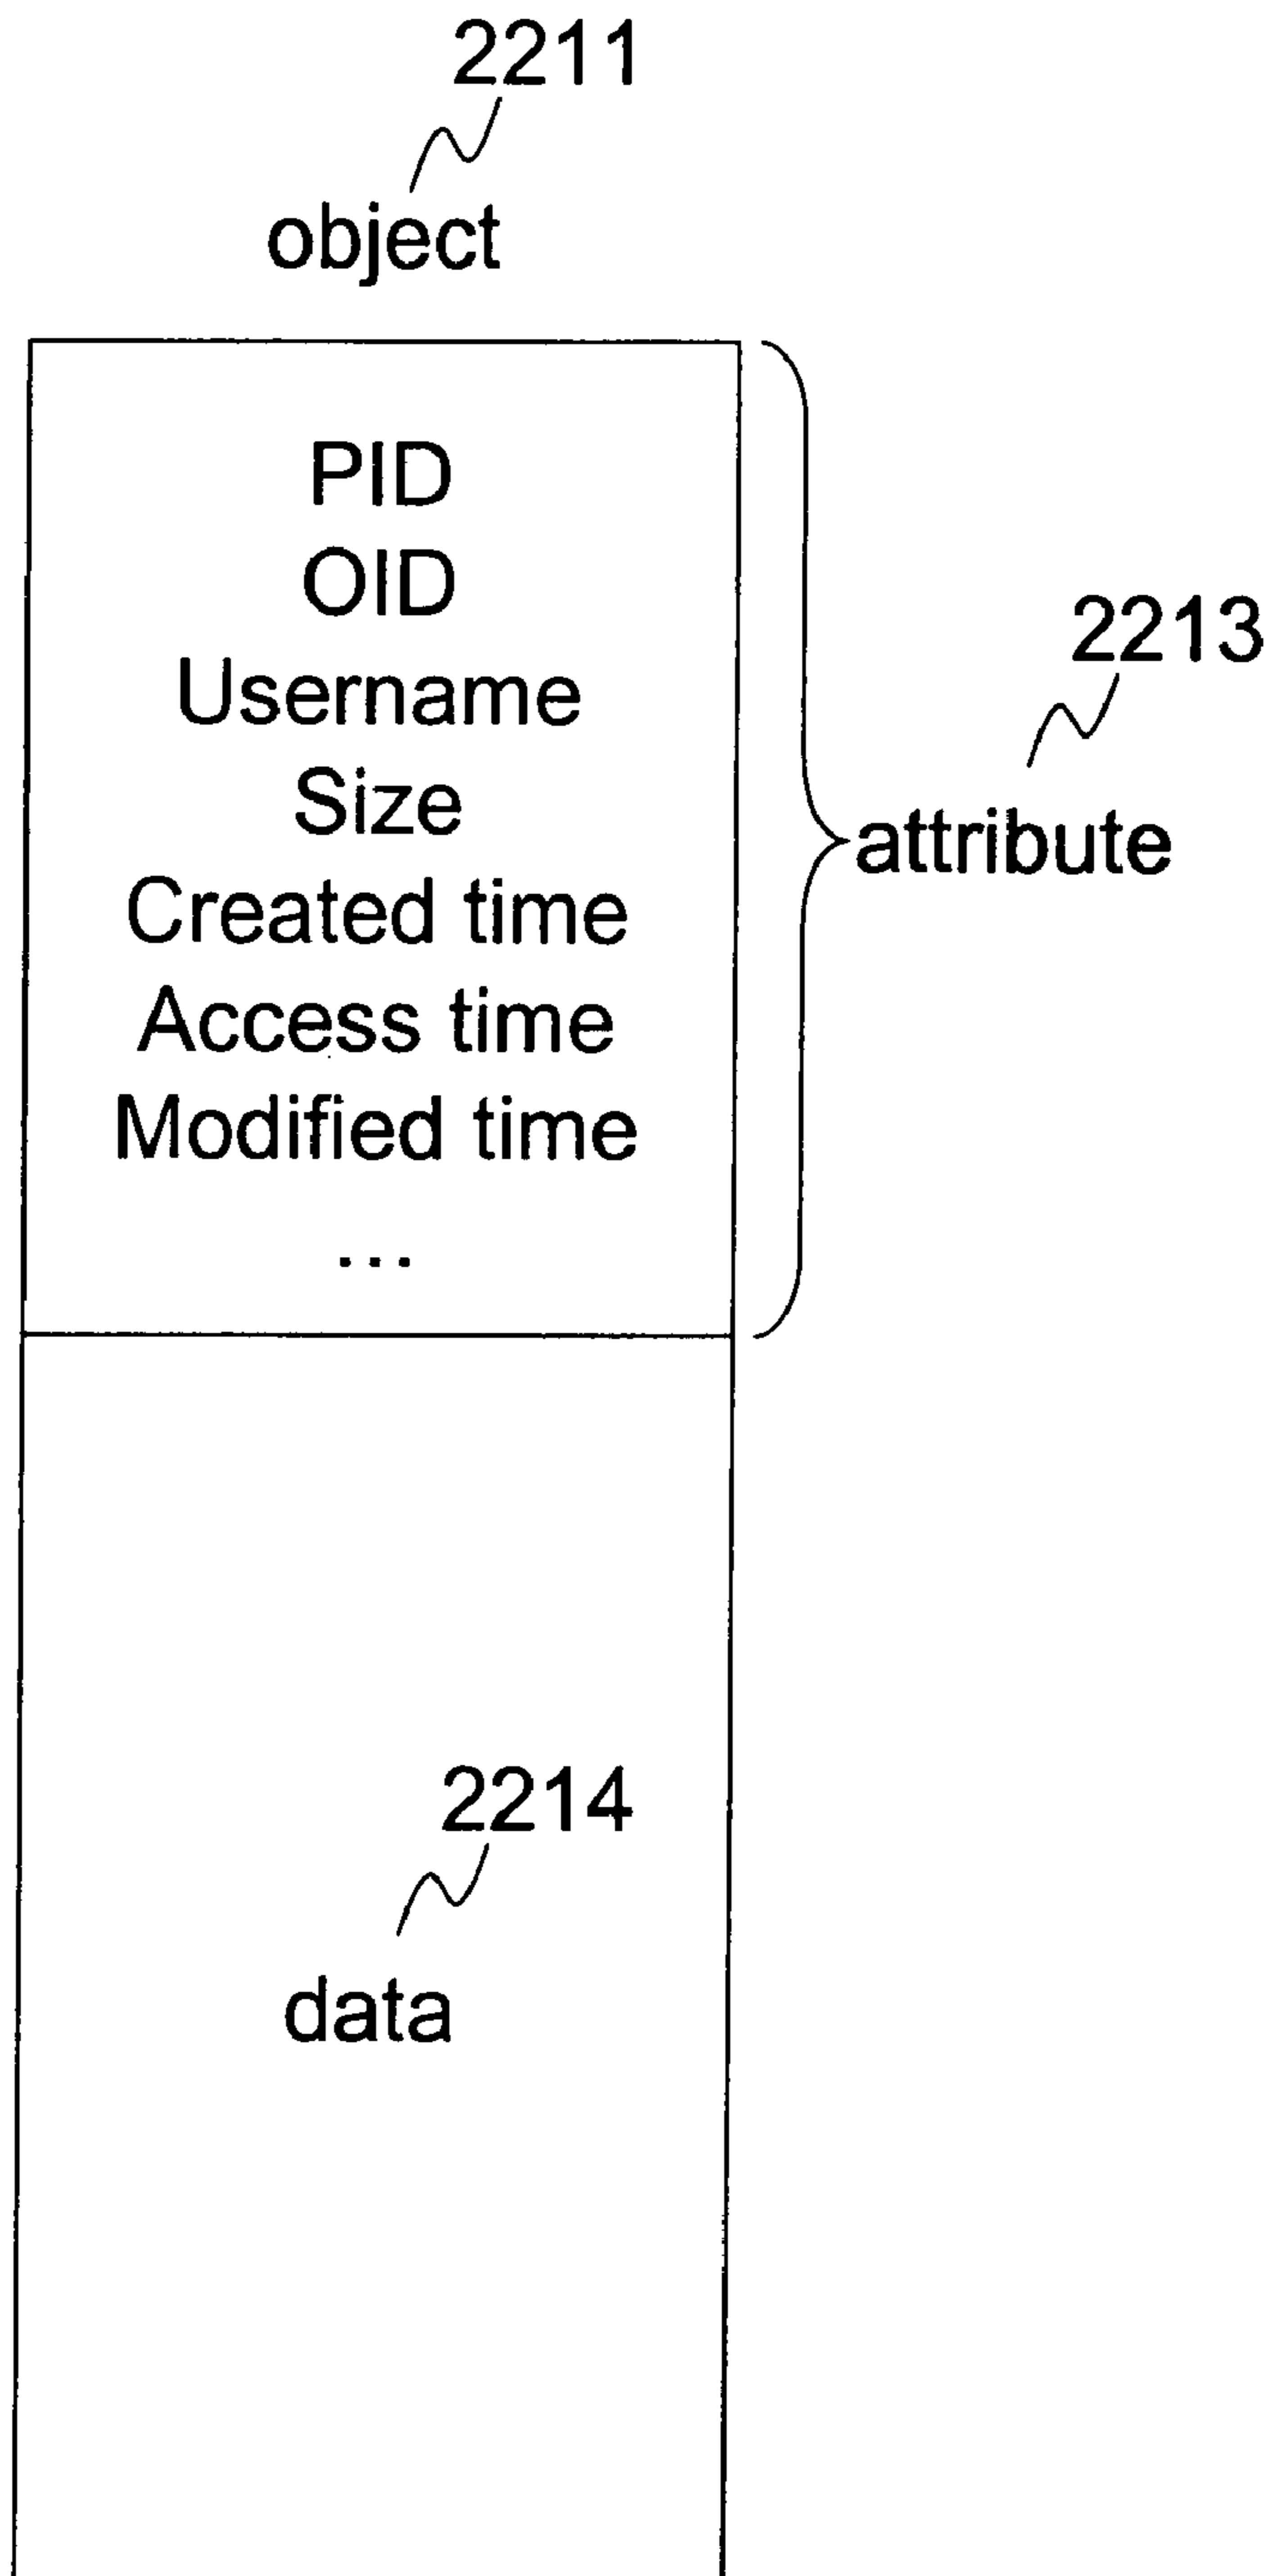 2211
object
PID
OID
Username
2213
Size
attribute
Created time
Access time
Modified time
...
2214
data